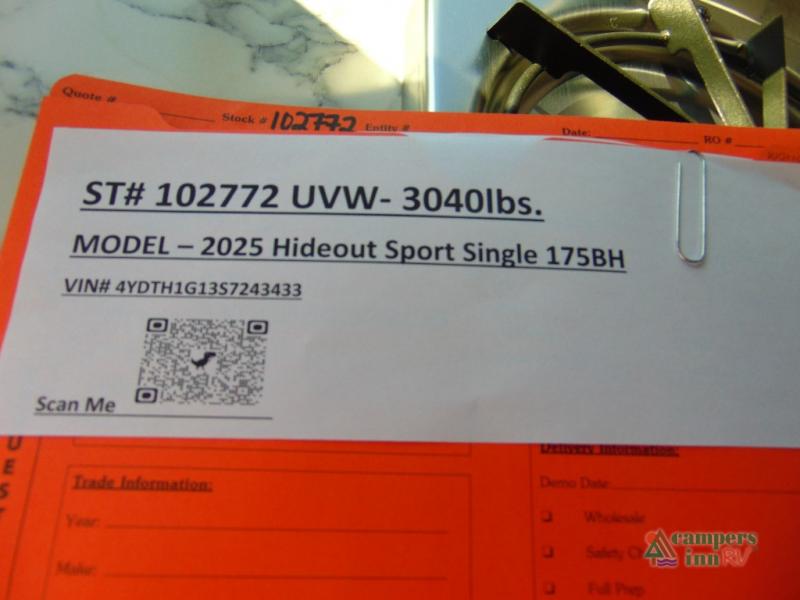 Quote #
Stock # 102772 Entity # Date: RO #
ST# 102772 UVW- 3040lbs.
MODEL – 2025 Hideout Sport Single 175BH
VIN# 4YDTH1G13S7243433
Scan Me
U
E
S
T
Trade Information:
Year:
Make:
Delivery Information:
Demo Date:
Wholesale
Safety Ch
Full Prep
campers
inn RV